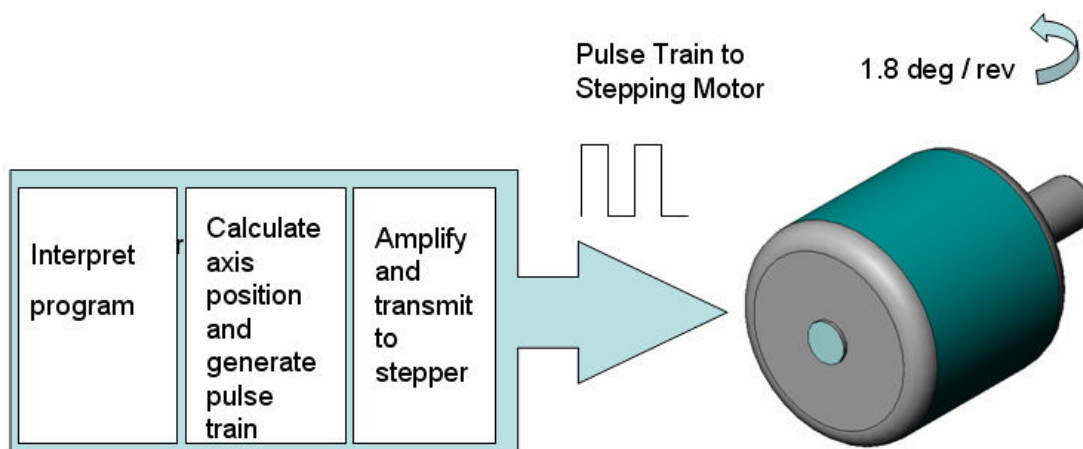 Pulse Train to
Stepping Motor
1.8 deg / rev
Interpret
program
Calculate
axis
position
and
generate
pulse
train
Amplify
and
transmit
to
stepper